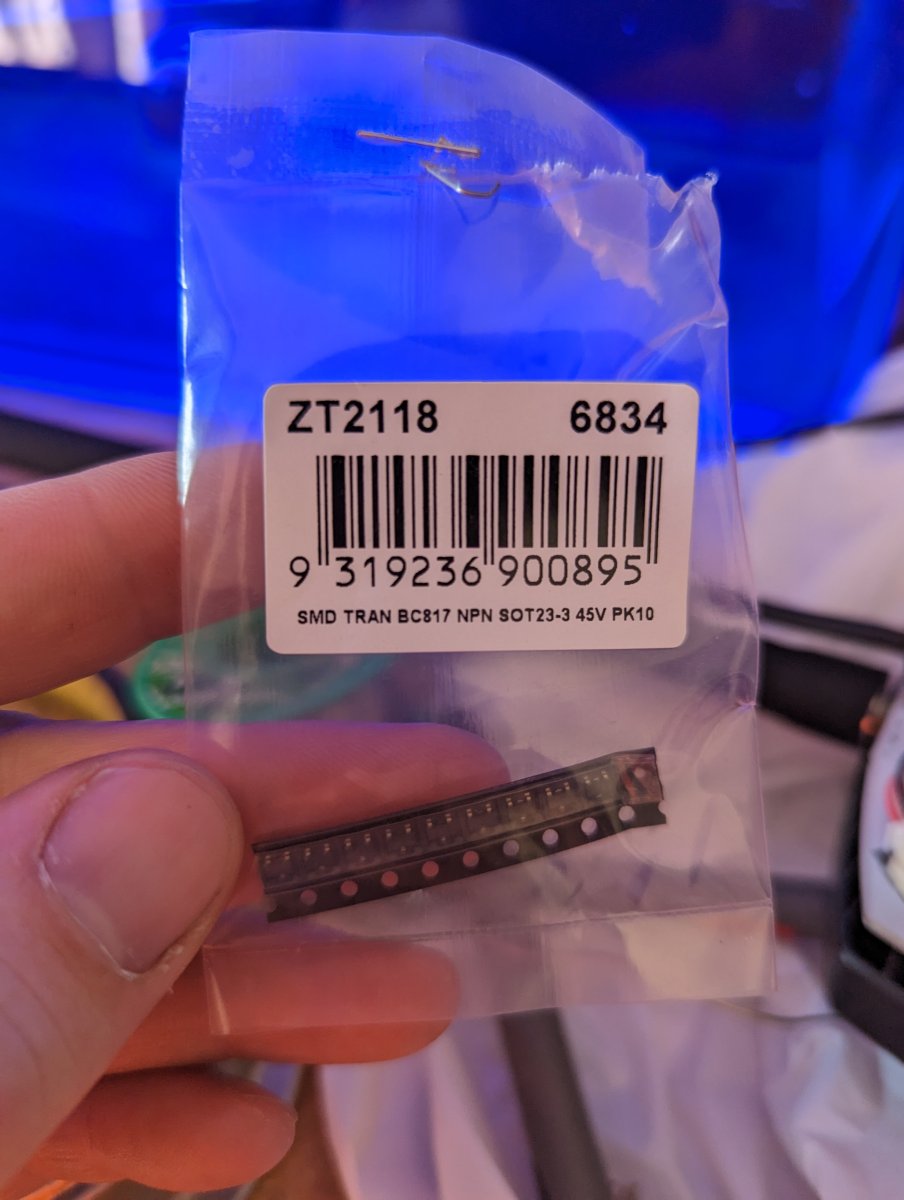 ZT2118 6834
9 319236 900895
SMD TRAN BC817 NPN SOT23-3 45V PK10